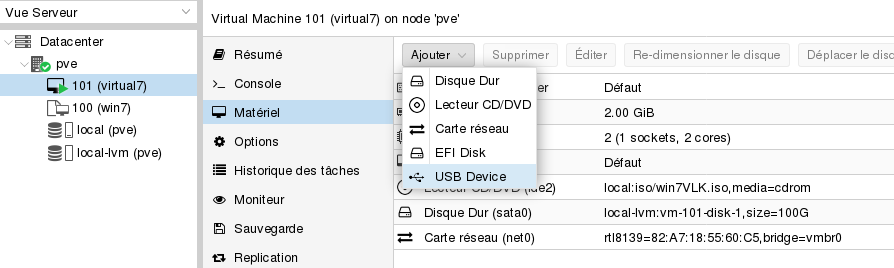 Vue Serveur
Virtual Machine 101 (virtual7) on node 'pve'
Datacenter
pve
101 (virtual7)
100 (win7)
local (pve)
local-lvm (pve)
Résumé
Console
Matériel
Options
Historique des tâches
Moniteur
Sauvegarde
Replication
Ajouter Supprimer Éditer Re-dimensionner le disque Déplacer le disq
Disque Dur
Lecteur CD/DVD
Carte réseau
EFI Disk
USB Device
er Défaut
2.00 GiB
2 (1 sockets, 2 cores)
Défaut
Lecteur CD/DVD (ide2) local:iso/win7VLK.iso,media=cdrom
Disque Dur (sata0) local-lvm:vm-101-disk-1,size=100G
Carte réseau (net0) rtl8139=82:A7:18:55:60:C5,bridge=vmbr0